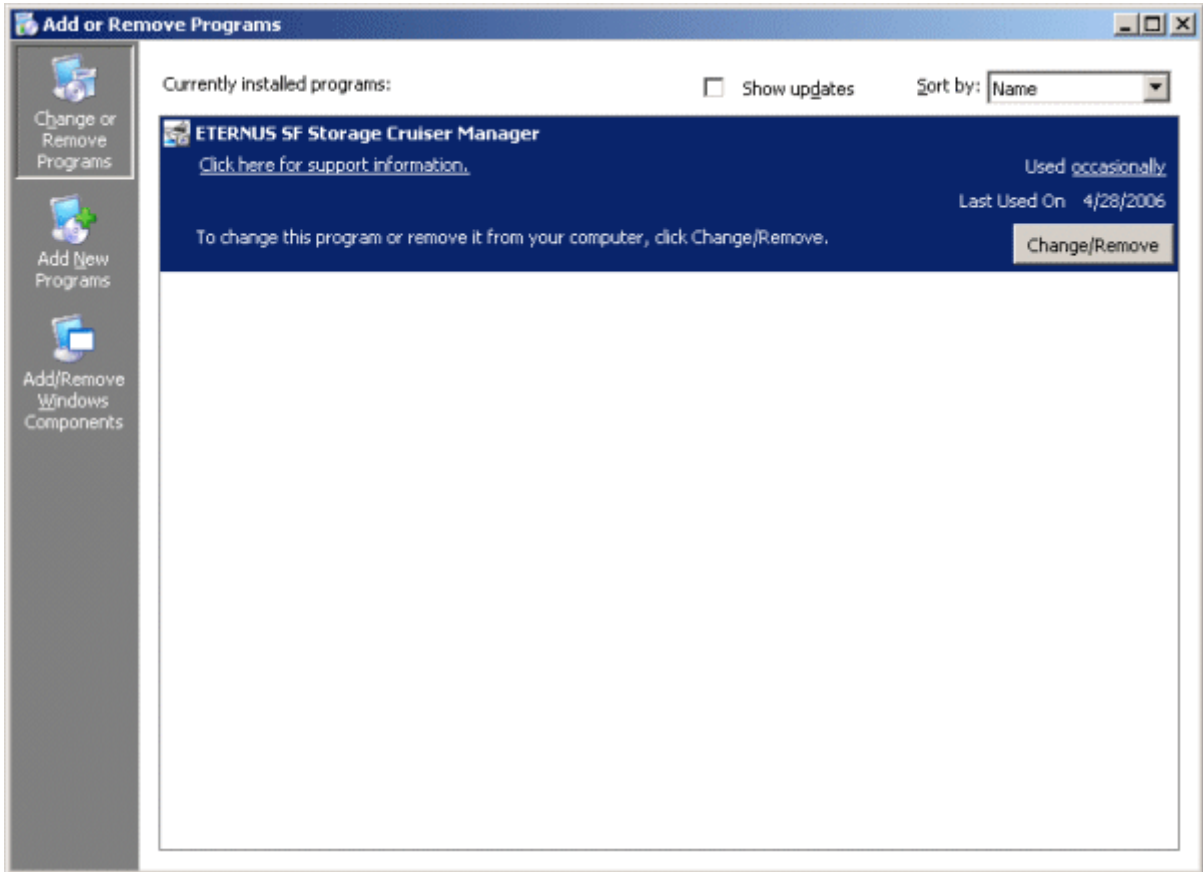 Add or Remove Programs
Change or
Remove
Programs
Add New
Programs
Add/Remove
Windows
Components
Currently installed programs:
Show updates
Sort by: Name
ETERNUS SF Storage Cruiser Manager
Click here for support information.
Used occasionally
Last Used On 4/28/2006
To change this program or remove it from your computer, click Change/Remove.
Change/Remove